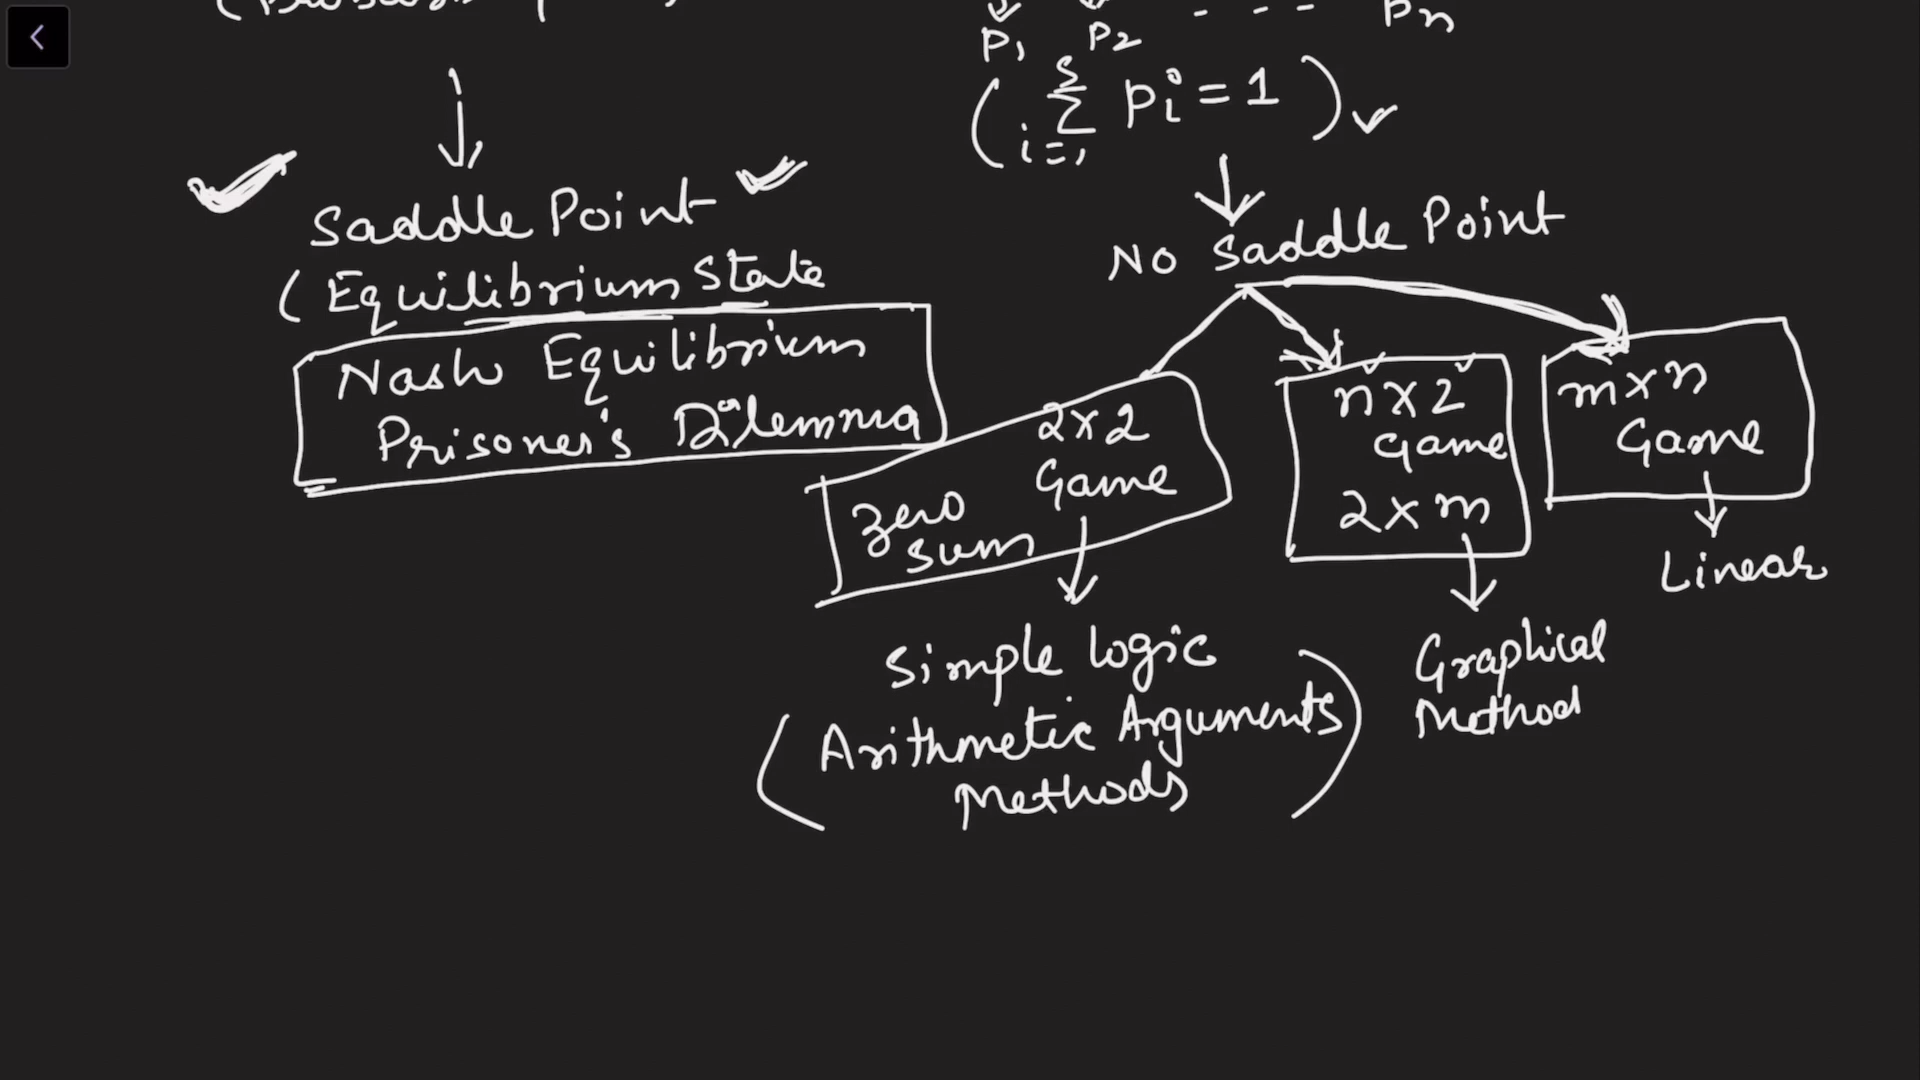 P1 P2 - - - Pn
( S Σ i=1 Pi = 1 )
Saddle Point
( Equilibrium State
Nash Equilibrium
Prisoner's Dilemma
No Saddle Point
2x2
Game
Zero
Sum
Simple logic
( Arithmetic Arguments )
Methods
n x 2
Game
2 x m
Graphical
Method
m x n
Game
Linear